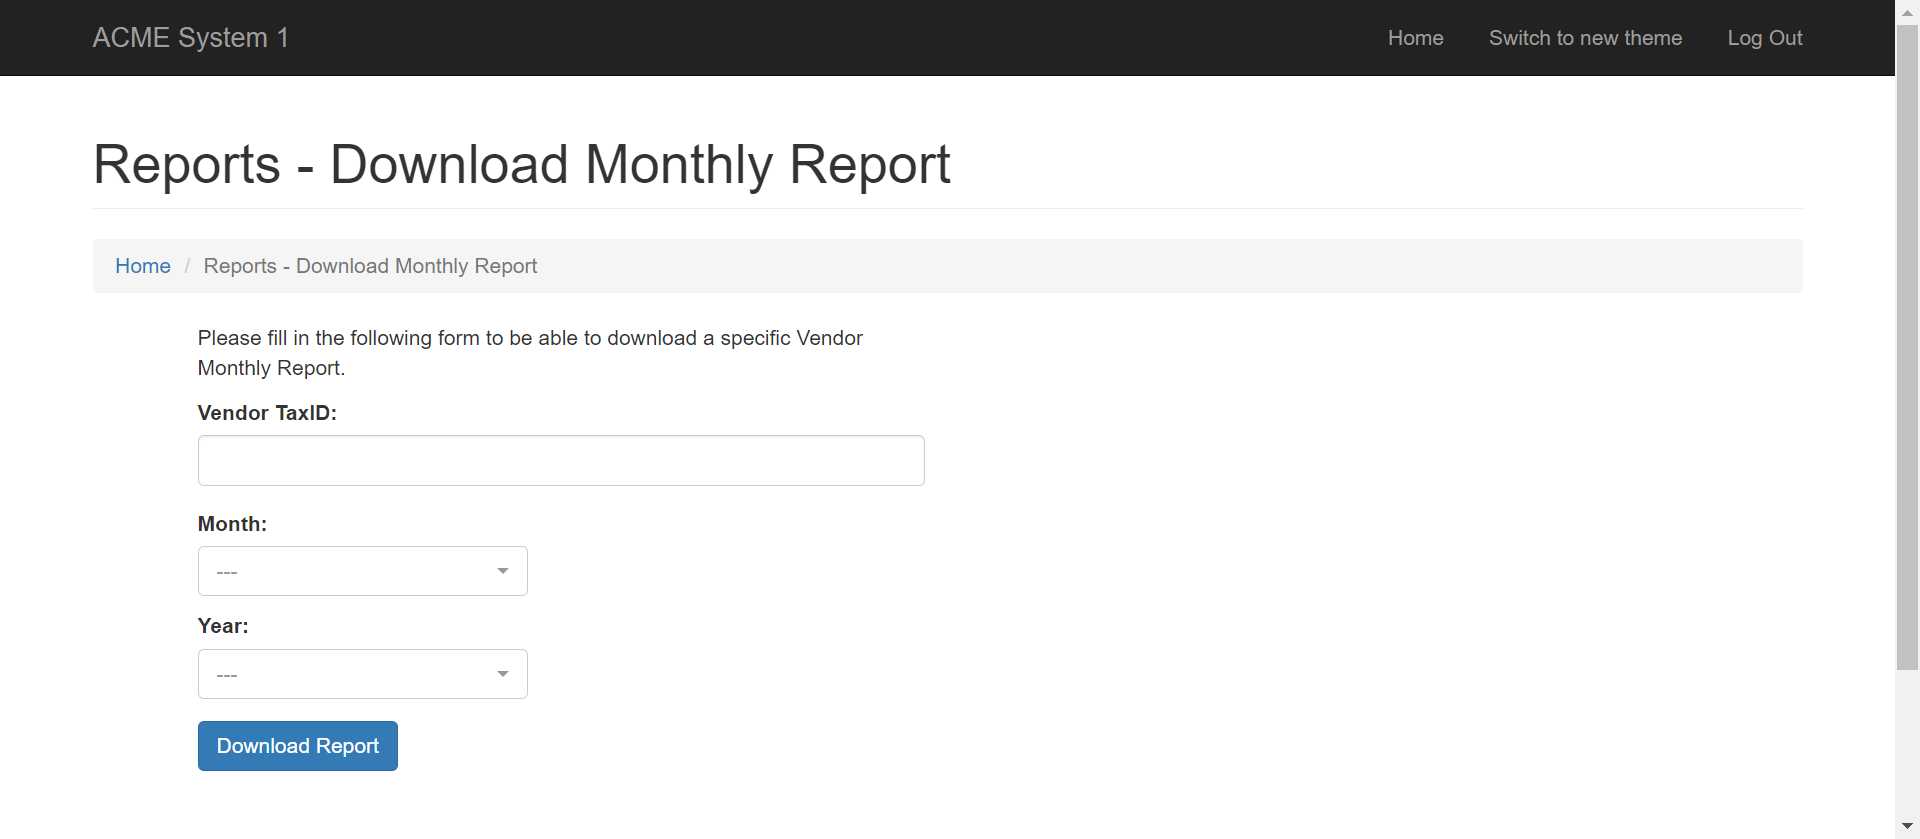 ACME System 1
Home
Switch to new theme
Log Out
Reports - Download Monthly Report
Home / Reports - Download Monthly Report
Please fill in the following form to be able to download a specific Vendor
Monthly Report.
Vendor TaxID:
Month:
---
Year:
---
Download Report